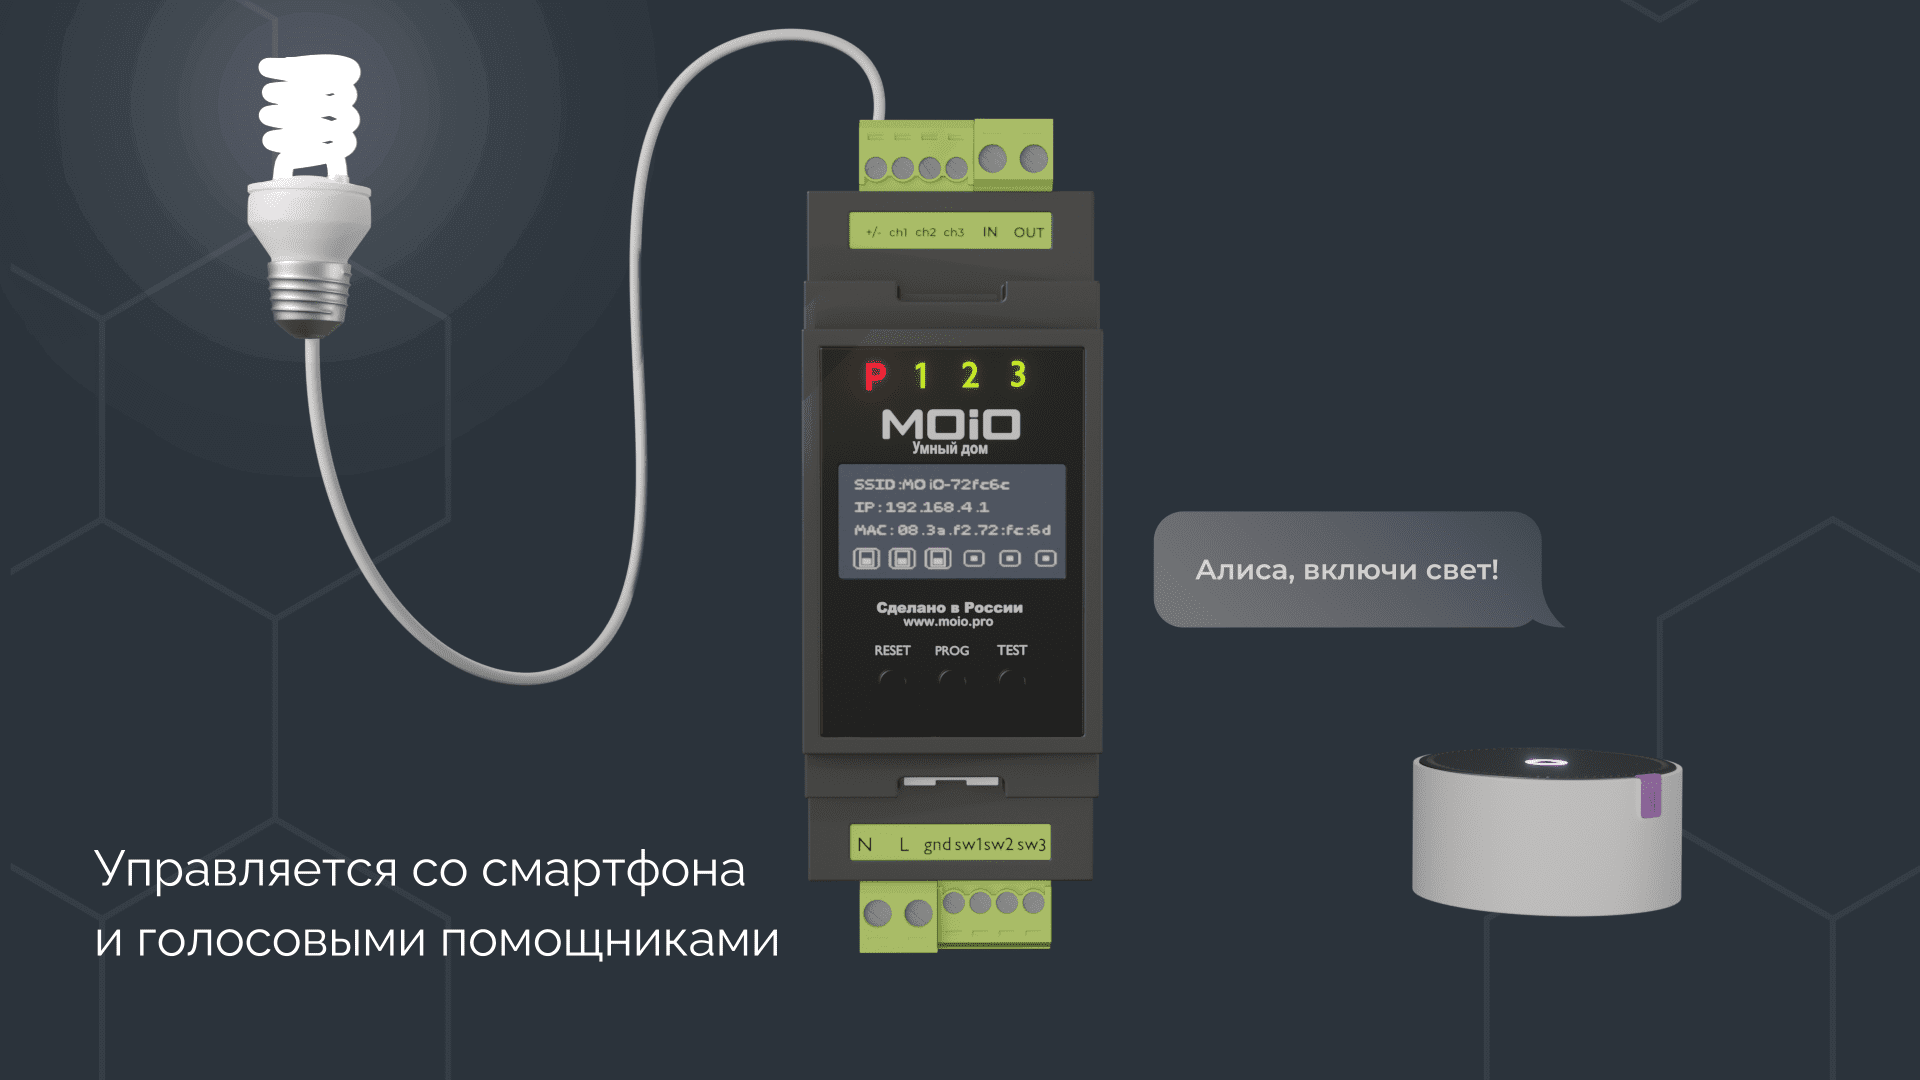 +/- ch1 ch2 ch3 IN OUT
P 1 2 3
MOiO
Умный дом
SSID:MOiO-72fc6c
IP:192.168.4.1
MAC:08.3a.f2.72:fc:6d
Сделано в России
www.moio.pro
RESET PROG TEST
N L gnd sw1 sw2 sw3
Алиса, включи свет!
Управляется со смартфона
и голосовыми помощниками